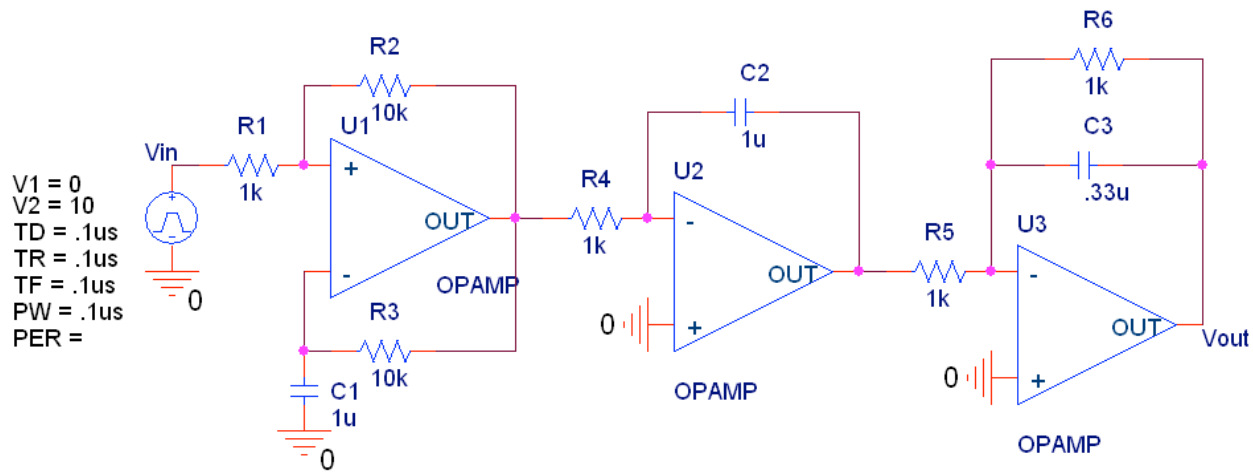 Vin
V1 = 0
V2 = 10
TD = .1us
TR = .1us
TF = .1us
PW = .1us
PER =
0
R1
1k
R2
10k
U1
+
-
OUT
OPAMP
R3
10k
C1
1u
0
R4
1k
C2
1u
U2
-
+
OUT
0
OPAMP
R5
1k
R6
1k
C3
.33u
U3
-
+
OUT
0
Vout
OPAMP